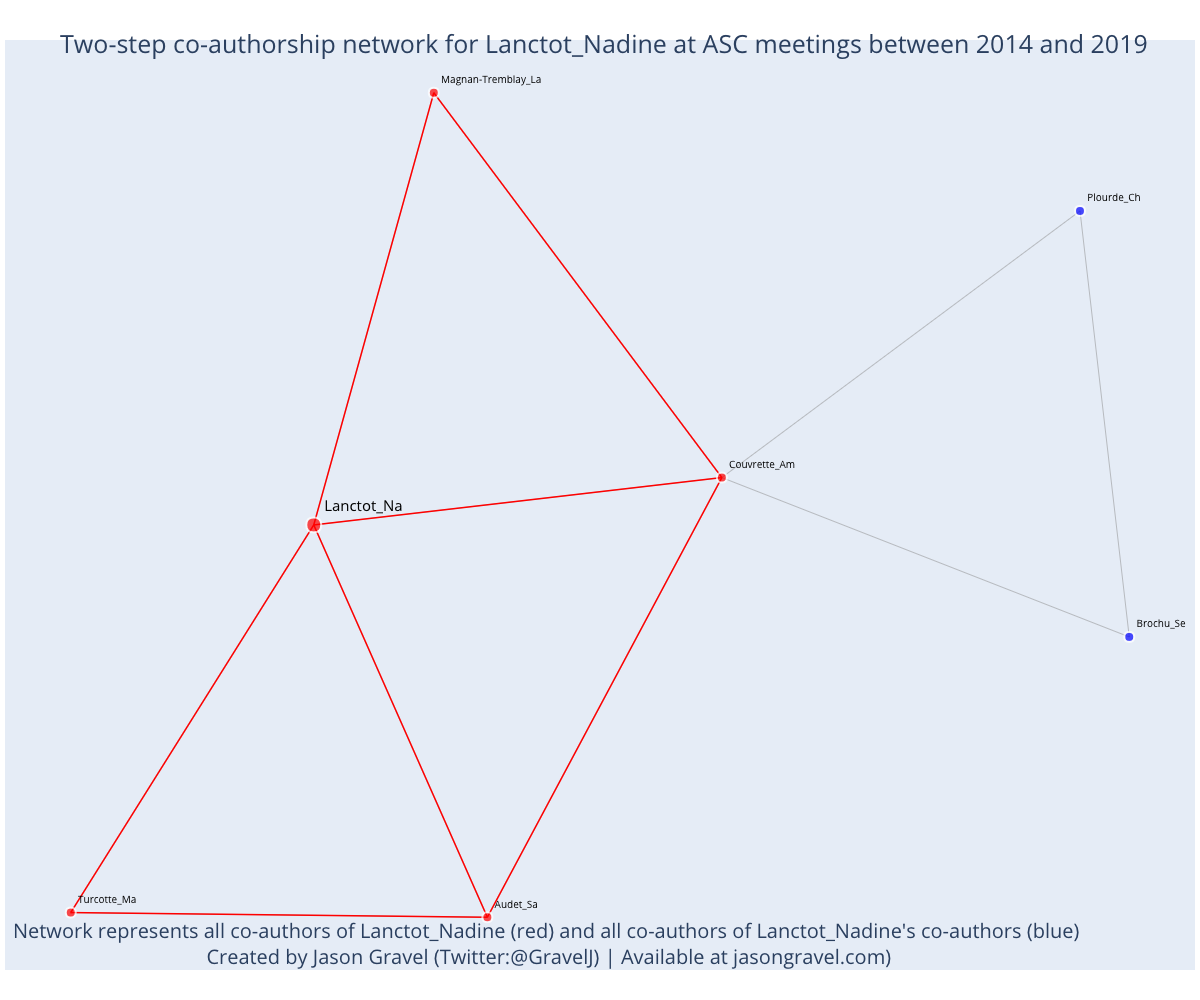 Two-step co-authorship network for Lanctot_Nadine at ASC meetings between 2014 and 2019
Magnan-Tremblay_La
Plourde_Ch
Couvrette_Am
Lanctot_Na
Brochu_Se
Turcotte_Ma
Audet_Sa
Network represents all co-authors of Lanctot_Nadine (red) and all co-authors of Lanctot_Nadine's co-authors (blue)
Created by Jason Gravel (Twitter:@GravelJ) | Available at jasongravel.com)